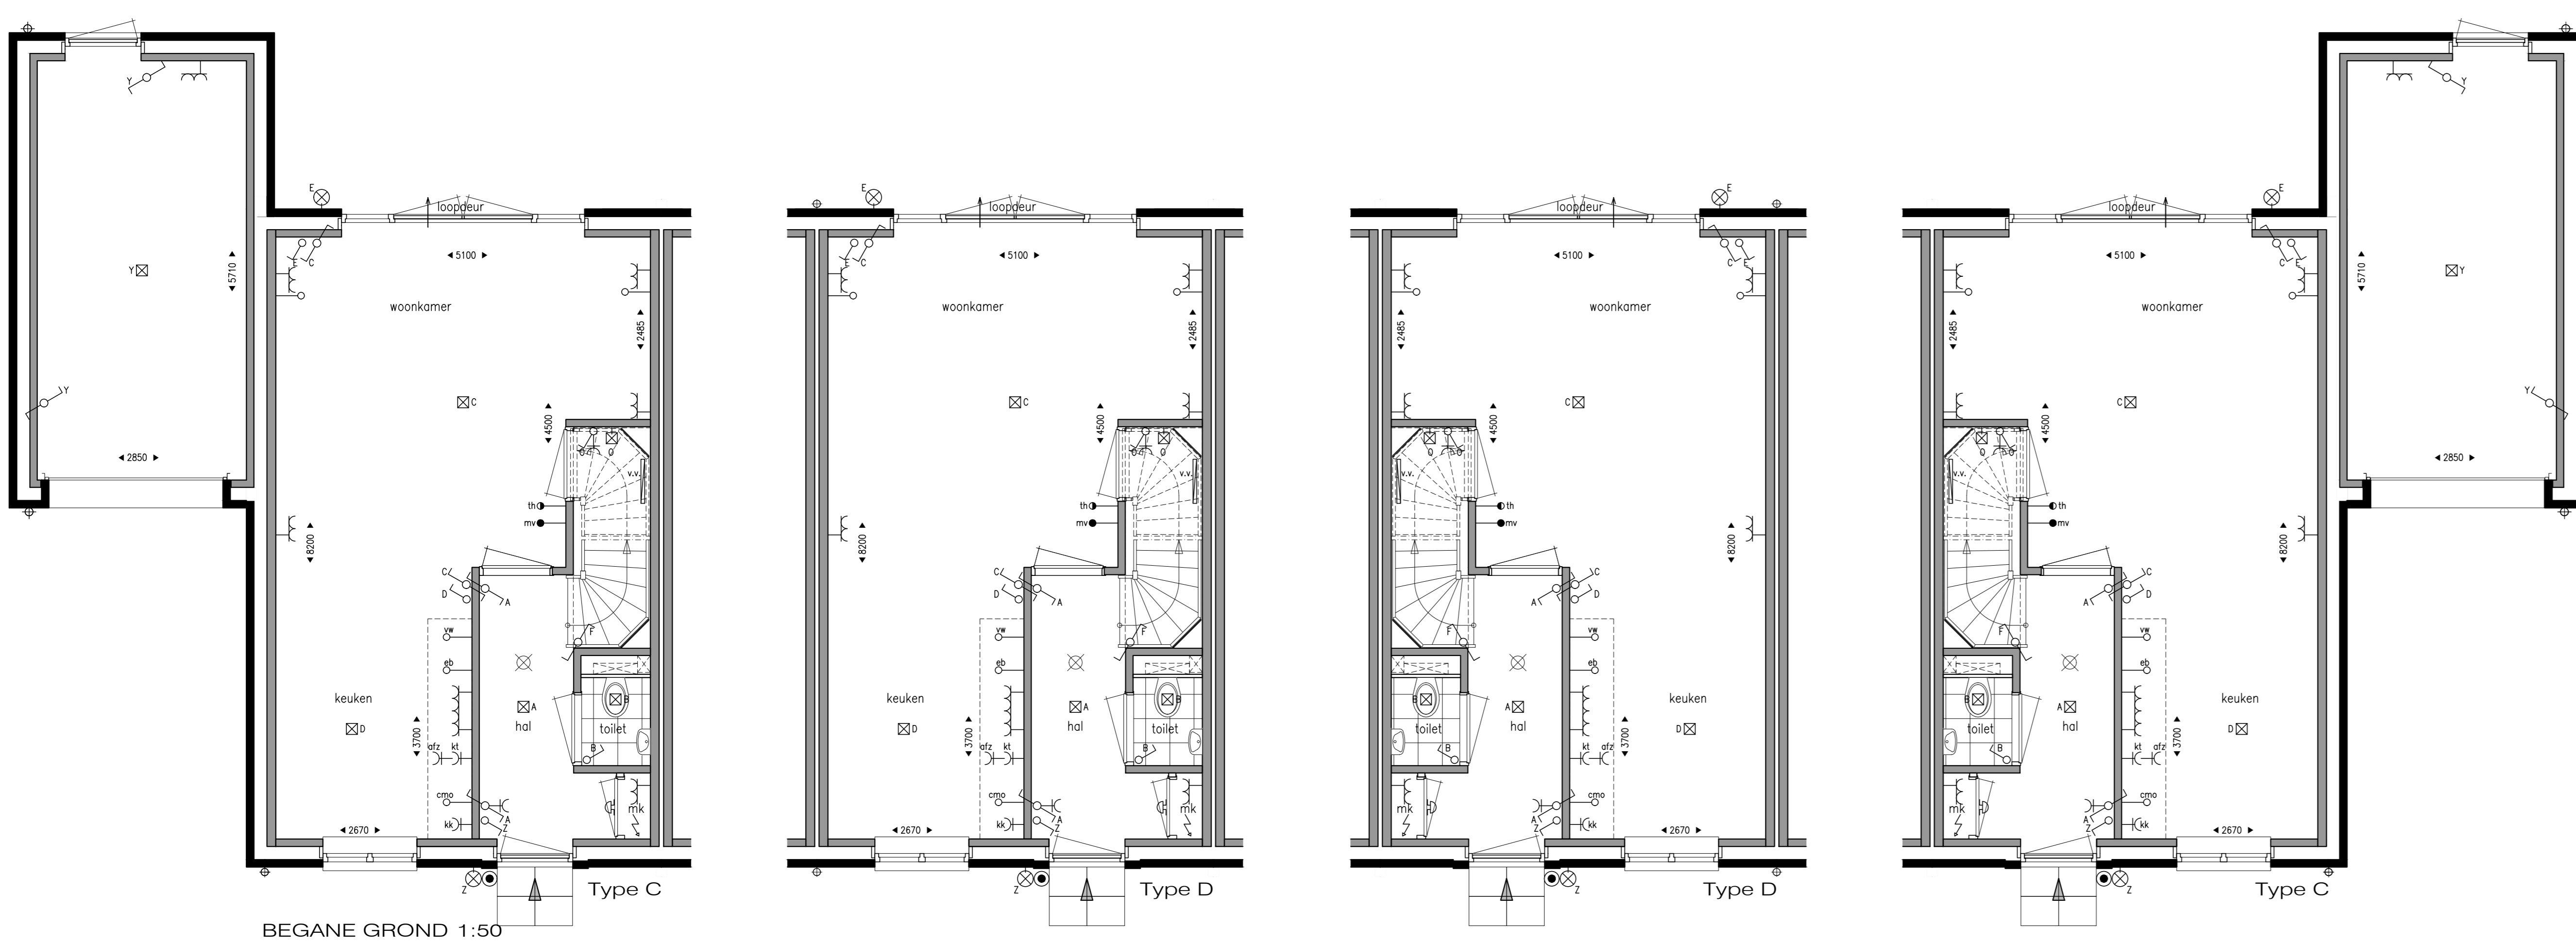 Y
Y
5710
Y
2850
E
loopdeur
E C
5100
woonkamer
2485
C
4500
O O
v.v.
th
mv
8200
C
D
A
F
vw
eb
keuken
D
3700
A
hal
B
toilet
B
afz kt
cmo
kk
A
Z
mk
2670
Z
Type C
BEGANE GROND 1:50
E
loopdeur
E C
5100
woonkamer
2485
C
4500
O O
v.v.
th
mv
8200
C
D
A
F
vw
eb
keuken
D
3700
A
hal
B
toilet
B
afz kt
cmo
kk
A
Z
mk
2670
Z
Type D
E
loopdeur
C E
5100
woonkamer
2485
C
4500
O O
v.v.
th
mv
8200
C
D
A
F
vw
eb
keuken
D
3700
A
hal
B
toilet
B
kt afz
cmo
kk
A
Z
mk
2670
Z
Type D
E
loopdeur
C E
5100
woonkamer
2485
C
4500
O O
v.v.
th
mv
8200
C
D
A
F
vw
eb
keuken
D
3700
A
hal
B
toilet
B
kt afz
cmo
kk
A
Z
mk
2670
Z
Type C
Y
Y
5710
Y
2850